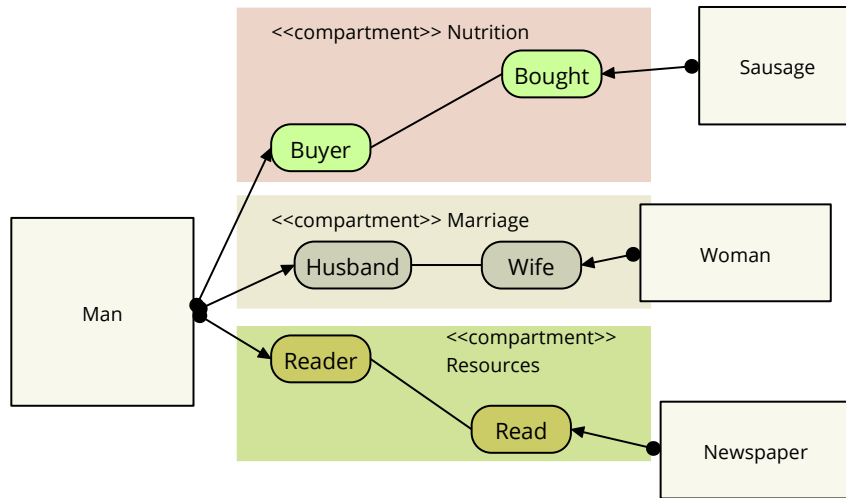 <<compartment>> Nutrition
Bought
Sausage
Buyer
<<compartment>> Marriage
Husband
Wife
Woman
Man
<<compartment>>
Resources
Reader
Read
Newspaper